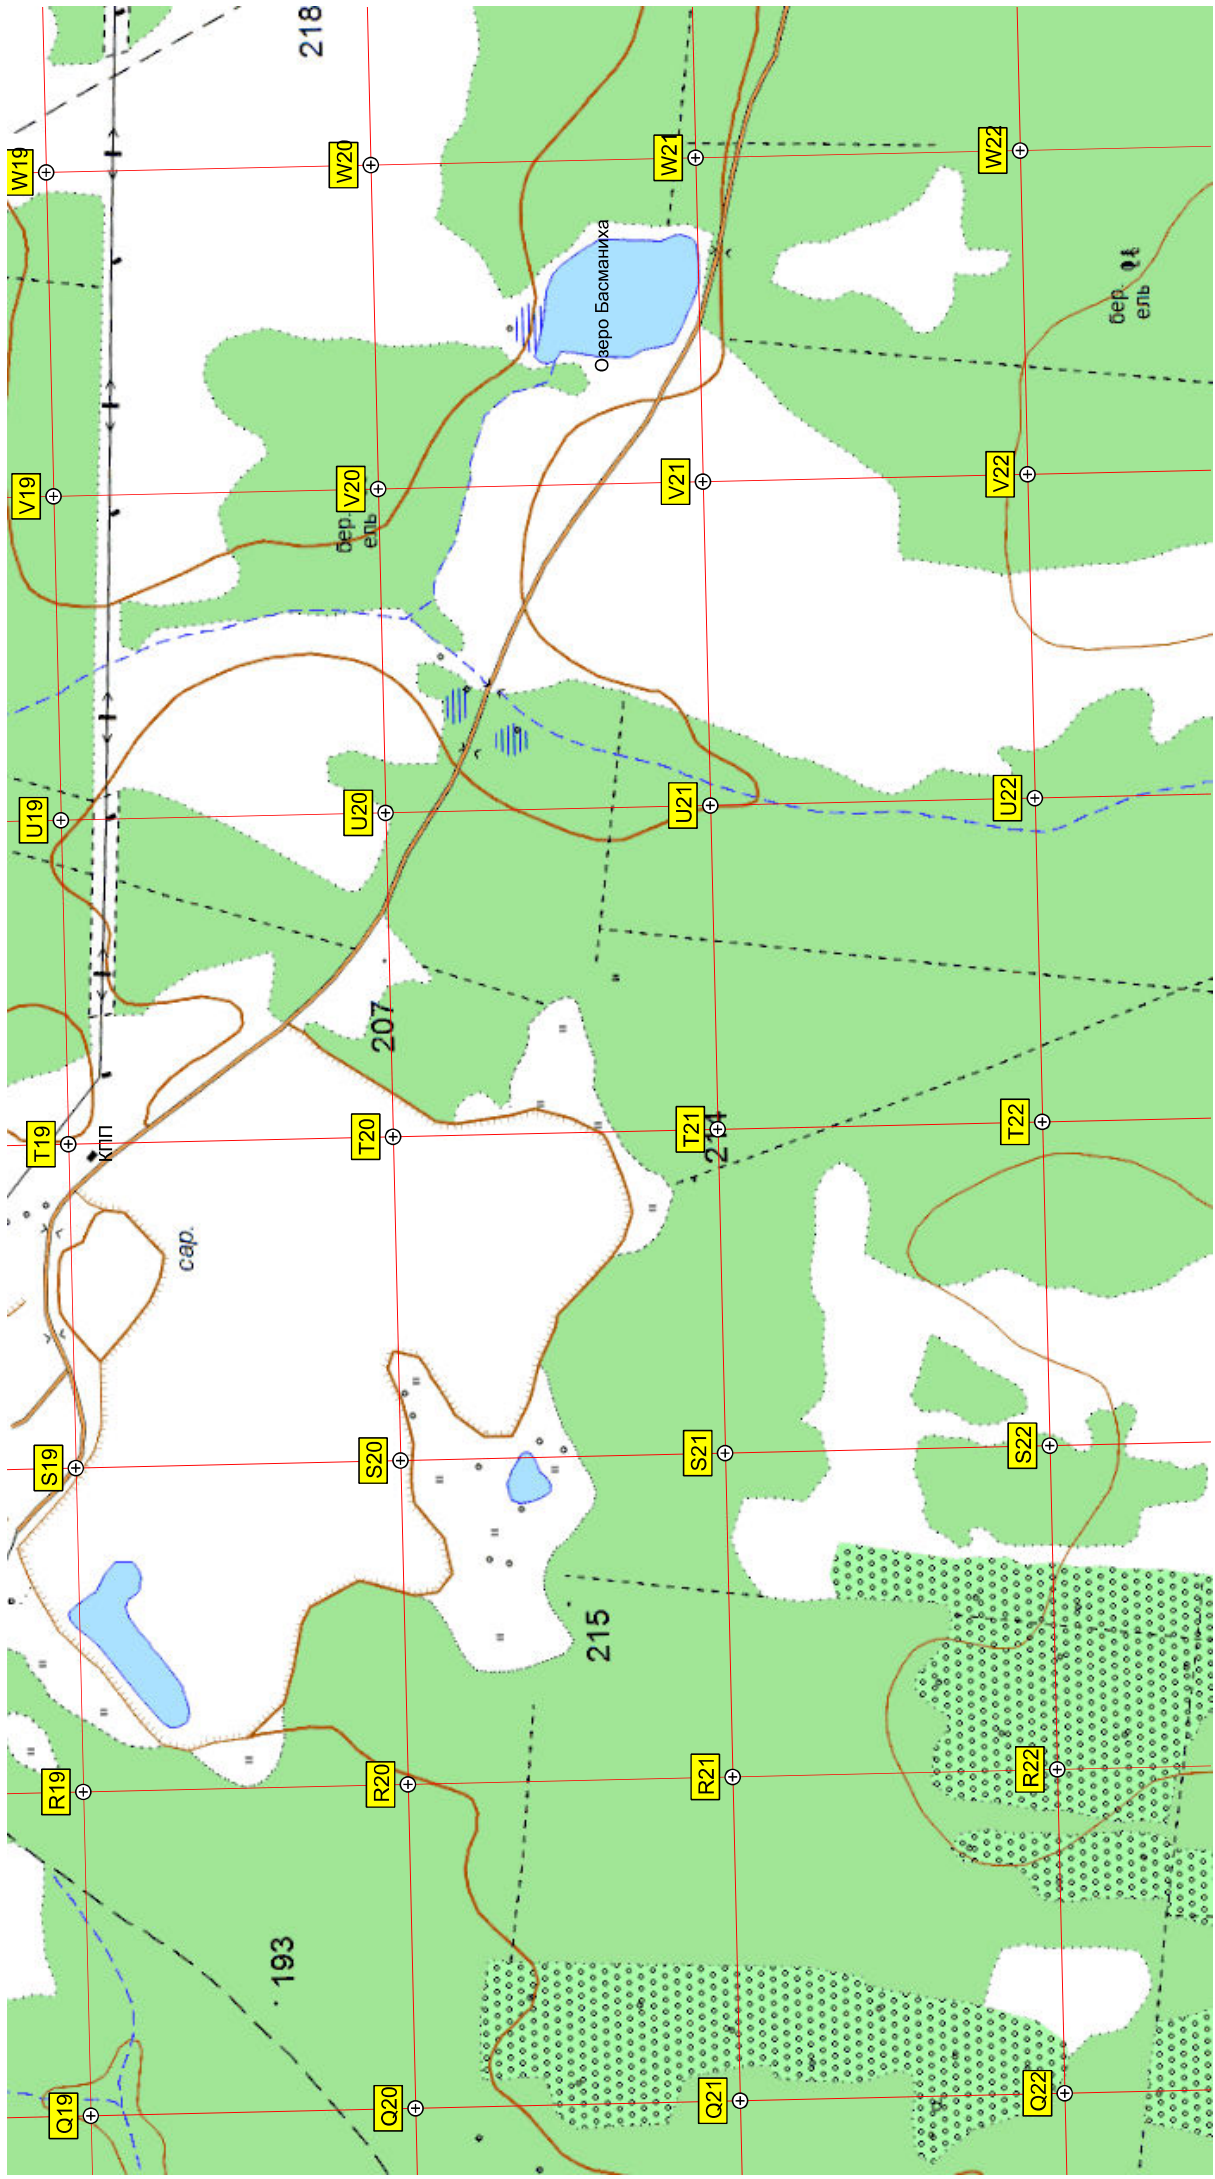 218
W19
W20
W21
W22
Озеро Басманиха
бер.
ель
V19
V20
V21
V22
бер.
ель
U19
U20
U21
U22
207
T19
КПП
T20
T21
214
T22
сар.
S19
S20
S21
S22
215
R19
R20
R21
R22
193
Q19
Q20
Q21
Q22